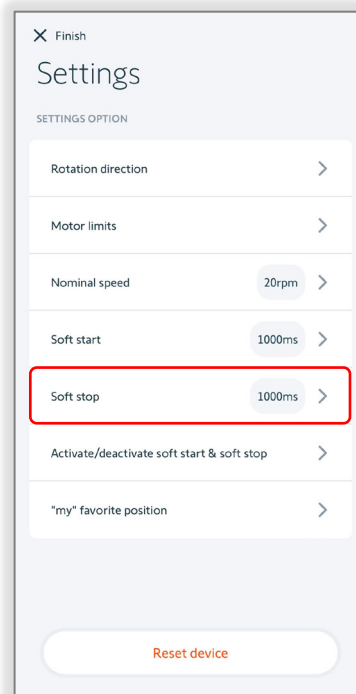 Finish
Settings
SETTINGS OPTION
Rotation direction
Motor limits
Nominal speed 20rpm
Soft start 1000ms
Soft stop 1000ms
Activate/deactivate soft start & soft stop
"my" favorite position
Reset device